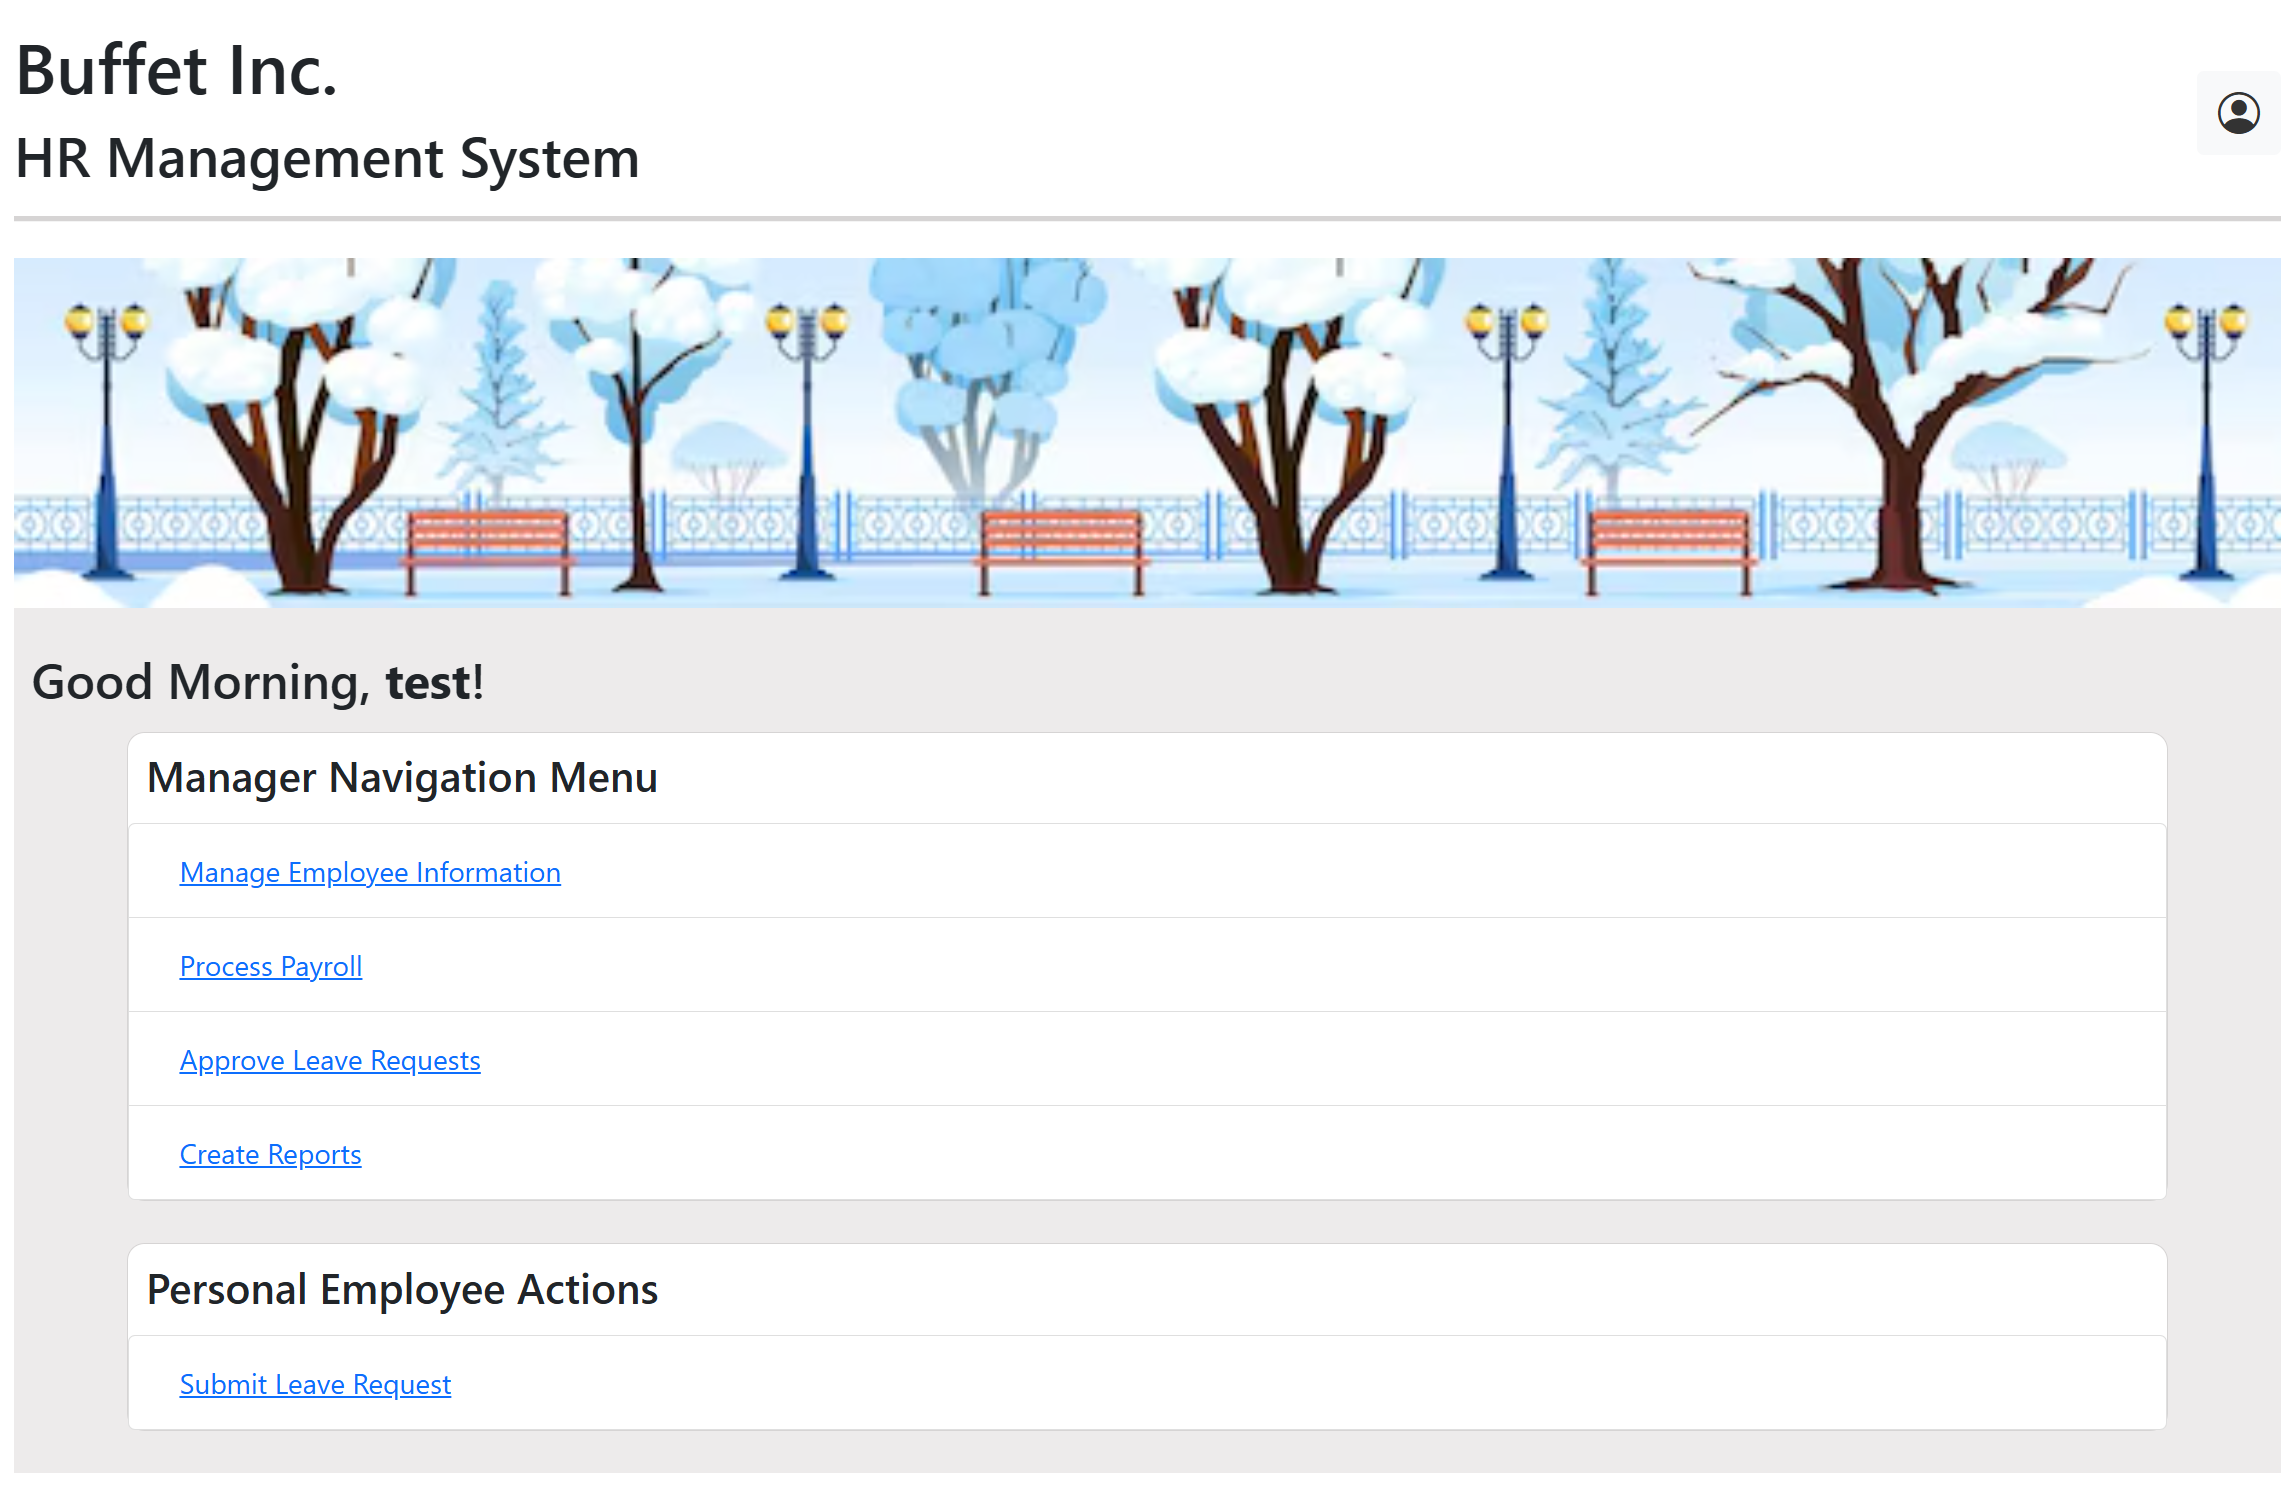 Buffet Inc.
HR Management System
Good Morning, test!
Manager Navigation Menu
Manage Employee Information
Process Payroll
Approve Leave Requests
Create Reports
Personal Employee Actions
Submit Leave Request